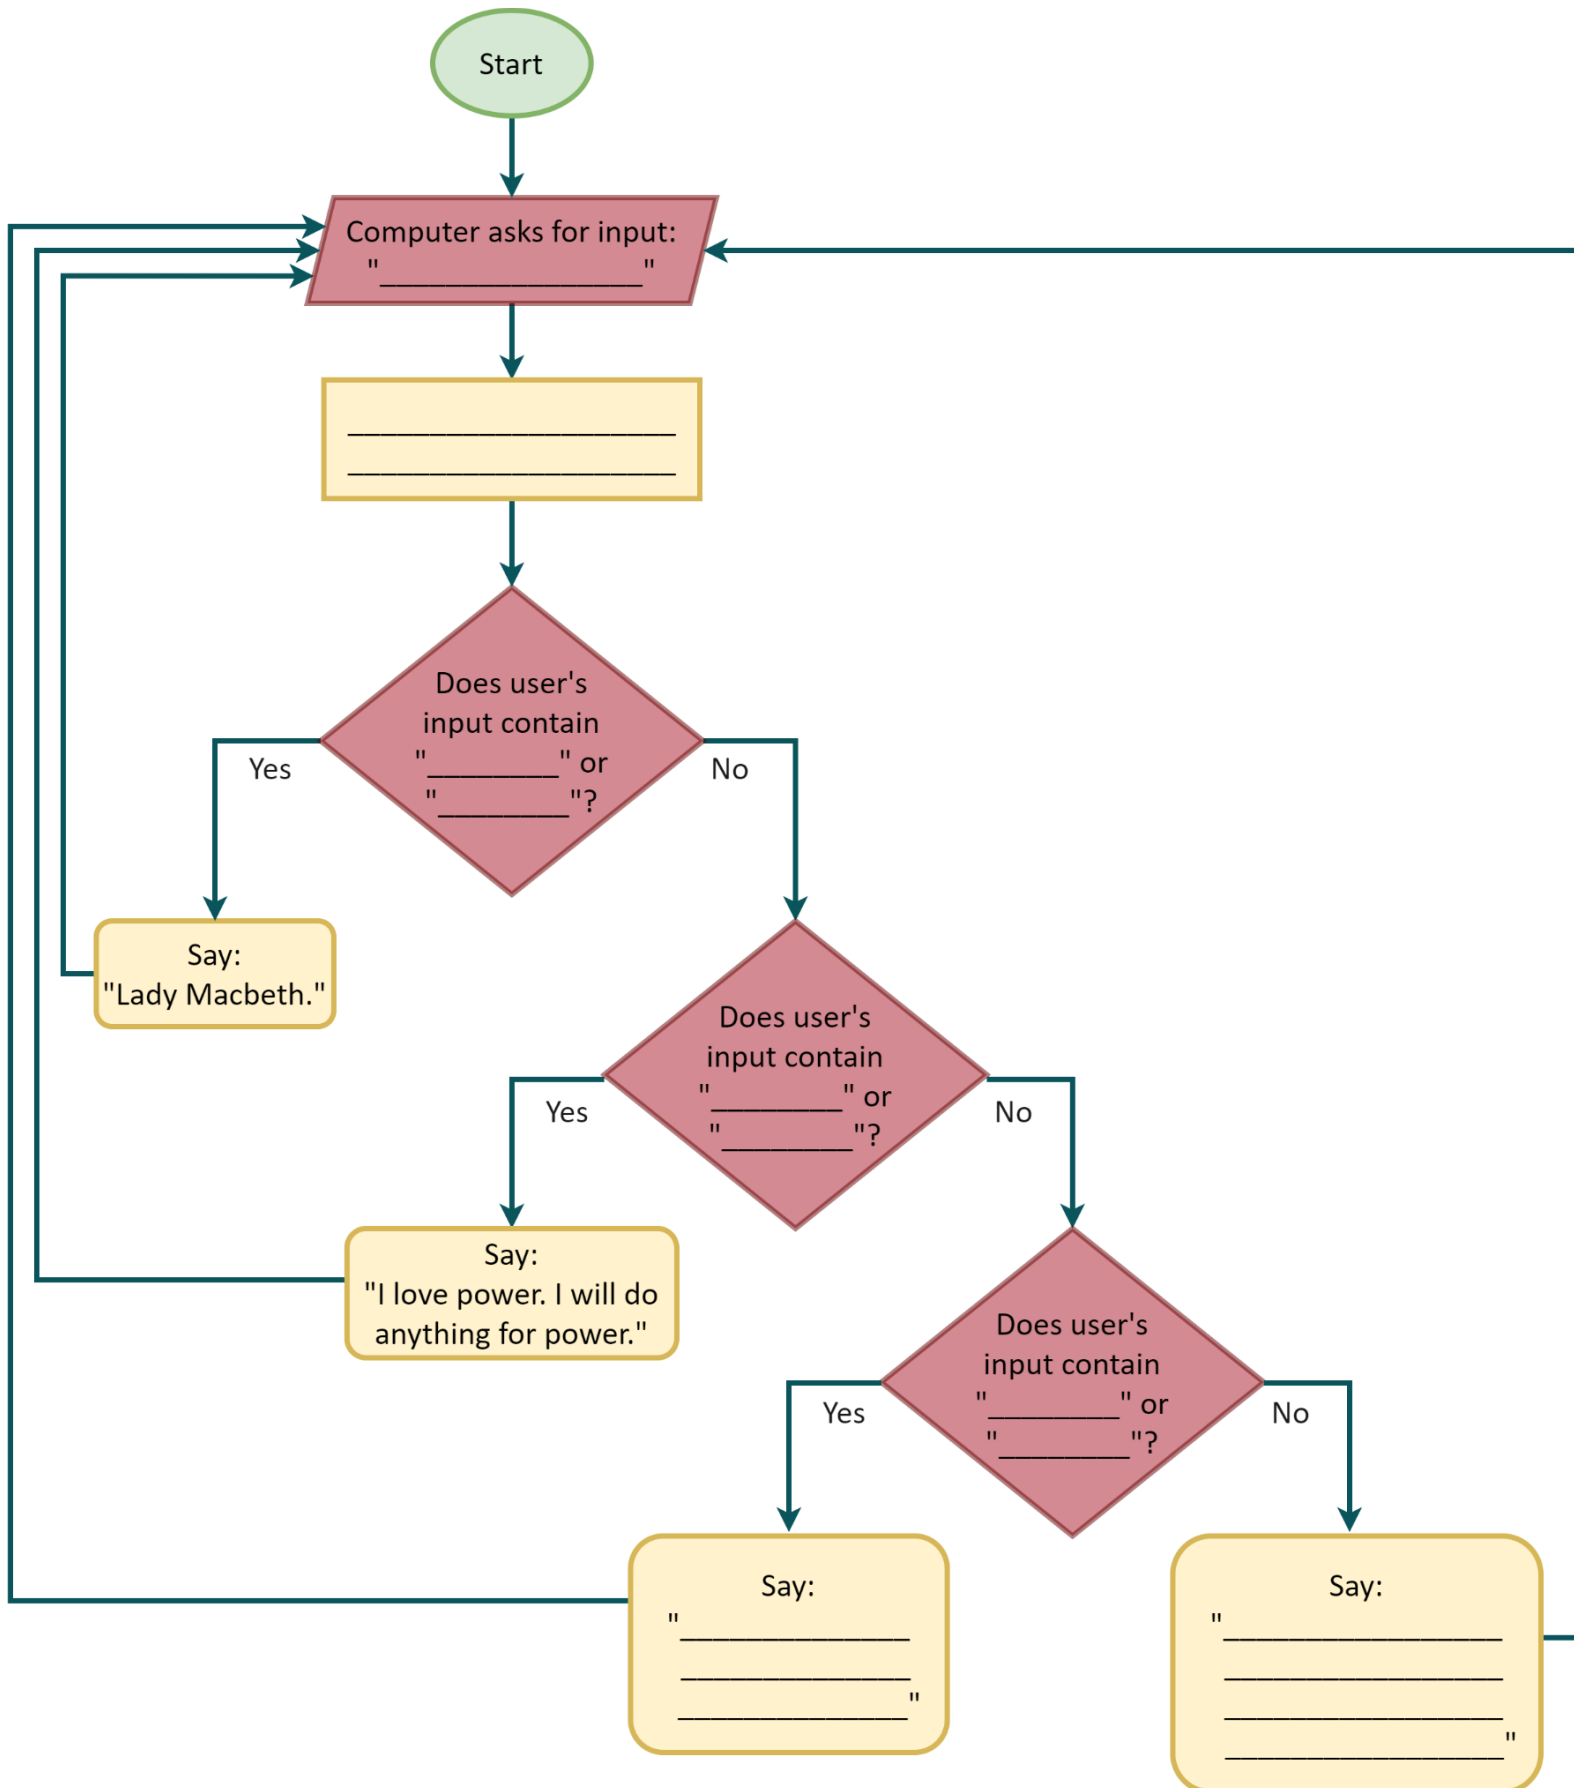 Start
Computer asks for input:
"________________"
____________________
____________________
Does user's
input contain
"________" or
"________"?
Yes
No
Say:
"Lady Macbeth."
Does user's
input contain
"________" or
"________"?
Yes
No
Say:
"I love power. I will do
anything for power."
Does user's
input contain
"________" or
"________"?
Yes
No
Say:
"______________
______________
______________"
Say:
"_________________
_________________
_________________
_________________"